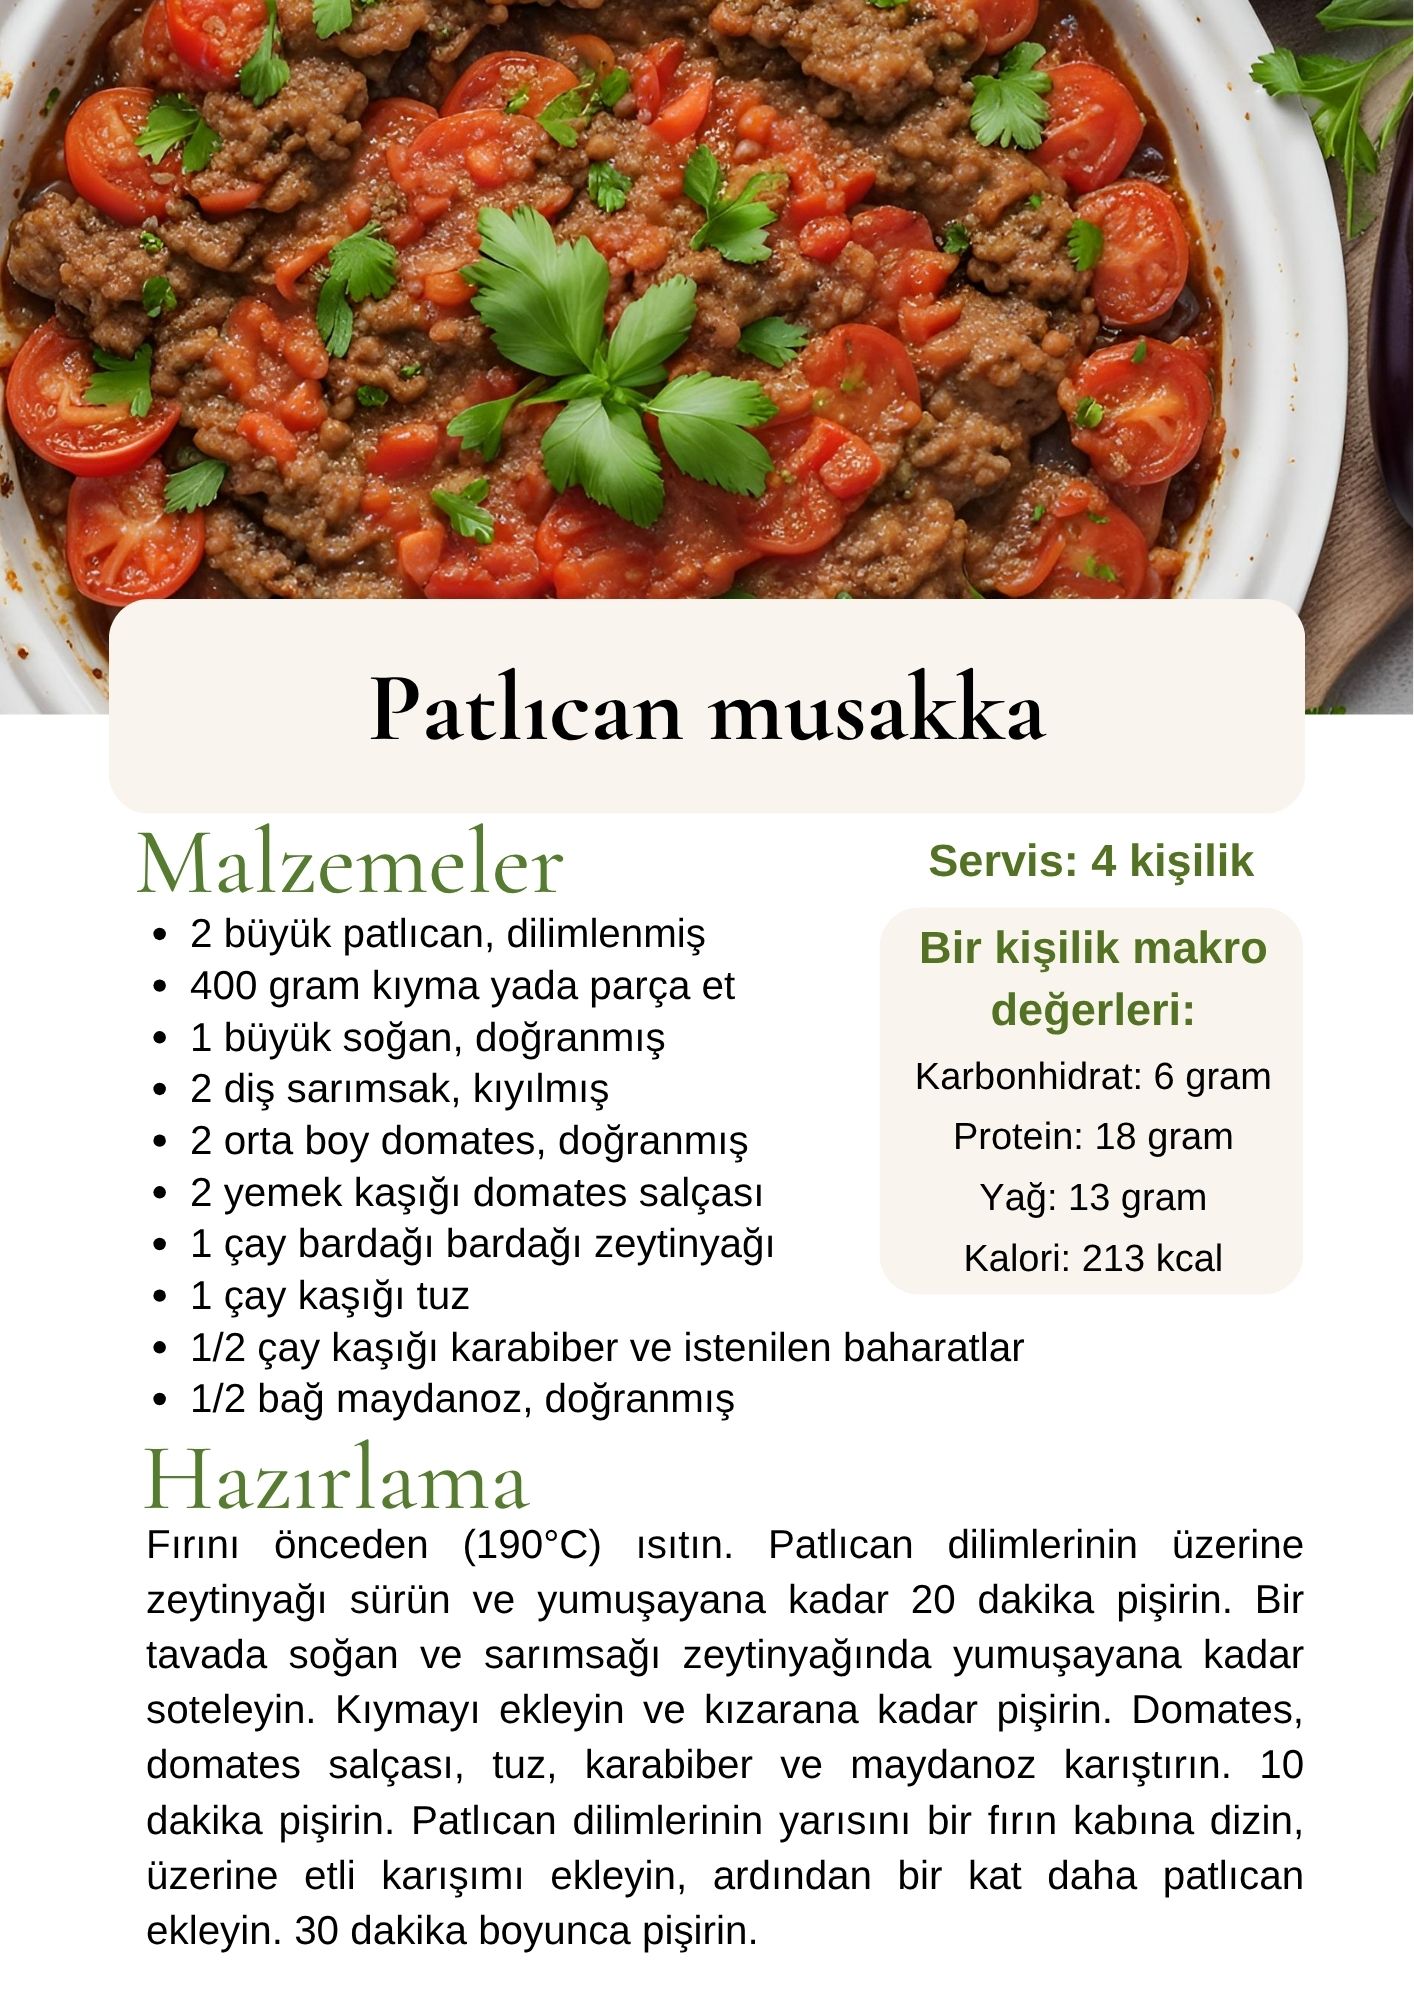 Patlıcan musakka
Malzemeler
2 büyük patlıcan, dilimlenmiş
400 gram kıyma yada parça et
1 büyük soğan, doğranmış
2 diş sarımsak, kıyılmış
2 orta boy domates, doğranmış
2 yemek kaşığı domates salçası
1 çay bardağı bardağı zeytinyağı
1 çay kaşığı tuz
1/2 çay kaşığı karabiber ve istenilen baharatlar
1/2 bağ maydanoz, doğranmış
Servis: 4 kişilik
Bir kişilik makro
değerleri:
Karbonhidrat: 6 gram
Protein: 18 gram
Yağ: 13 gram
Kalori: 213 kcal
Hazırlama
Fırını önceden (190°C) ısıtın. Patlıcan dilimlerinin üzerine
zeytinyağı sürün ve yumuşayana kadar 20 dakika pişirin. Bir
tavada soğan ve sarımsağı zeytinyağında yumuşayana kadar
soteleyin. Kıymayı ekleyin ve kızarana kadar pişirin. Domates,
domates salçası, tuz, karabiber ve maydanoz karıştırın. 10
dakika pişirin. Patlıcan dilimlerinin yarısını bir fırın kabına dizin,
üzerine etli karışımı ekleyin, ardından bir kat daha patlıcan
ekleyin. 30 dakika boyunca pişirin.